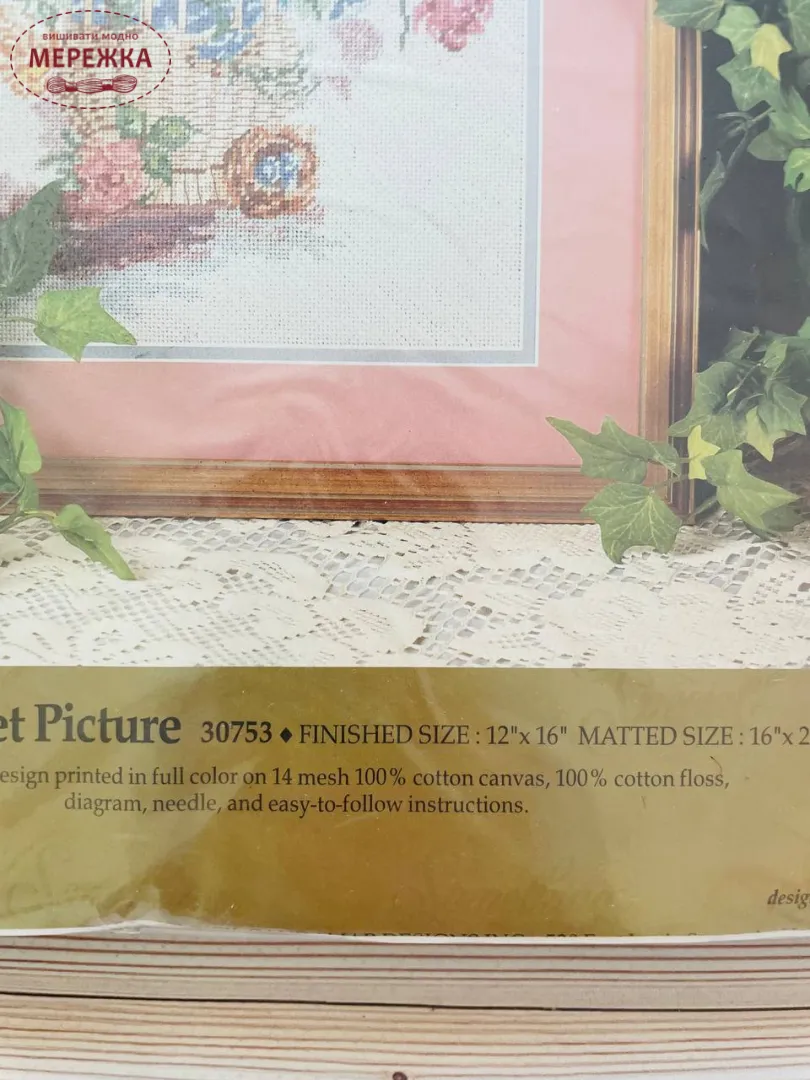 вишивати модно
МЕРЕЖКА
et Picture 30753 ♦ FINISHED SIZE : 12"x 16" MATTED SIZE : 16"x 2
esign printed in full color on 14 mesh 100% cotton canvas, 100% cotton floss,
diagram, needle, and easy-to-follow instructions.
desig